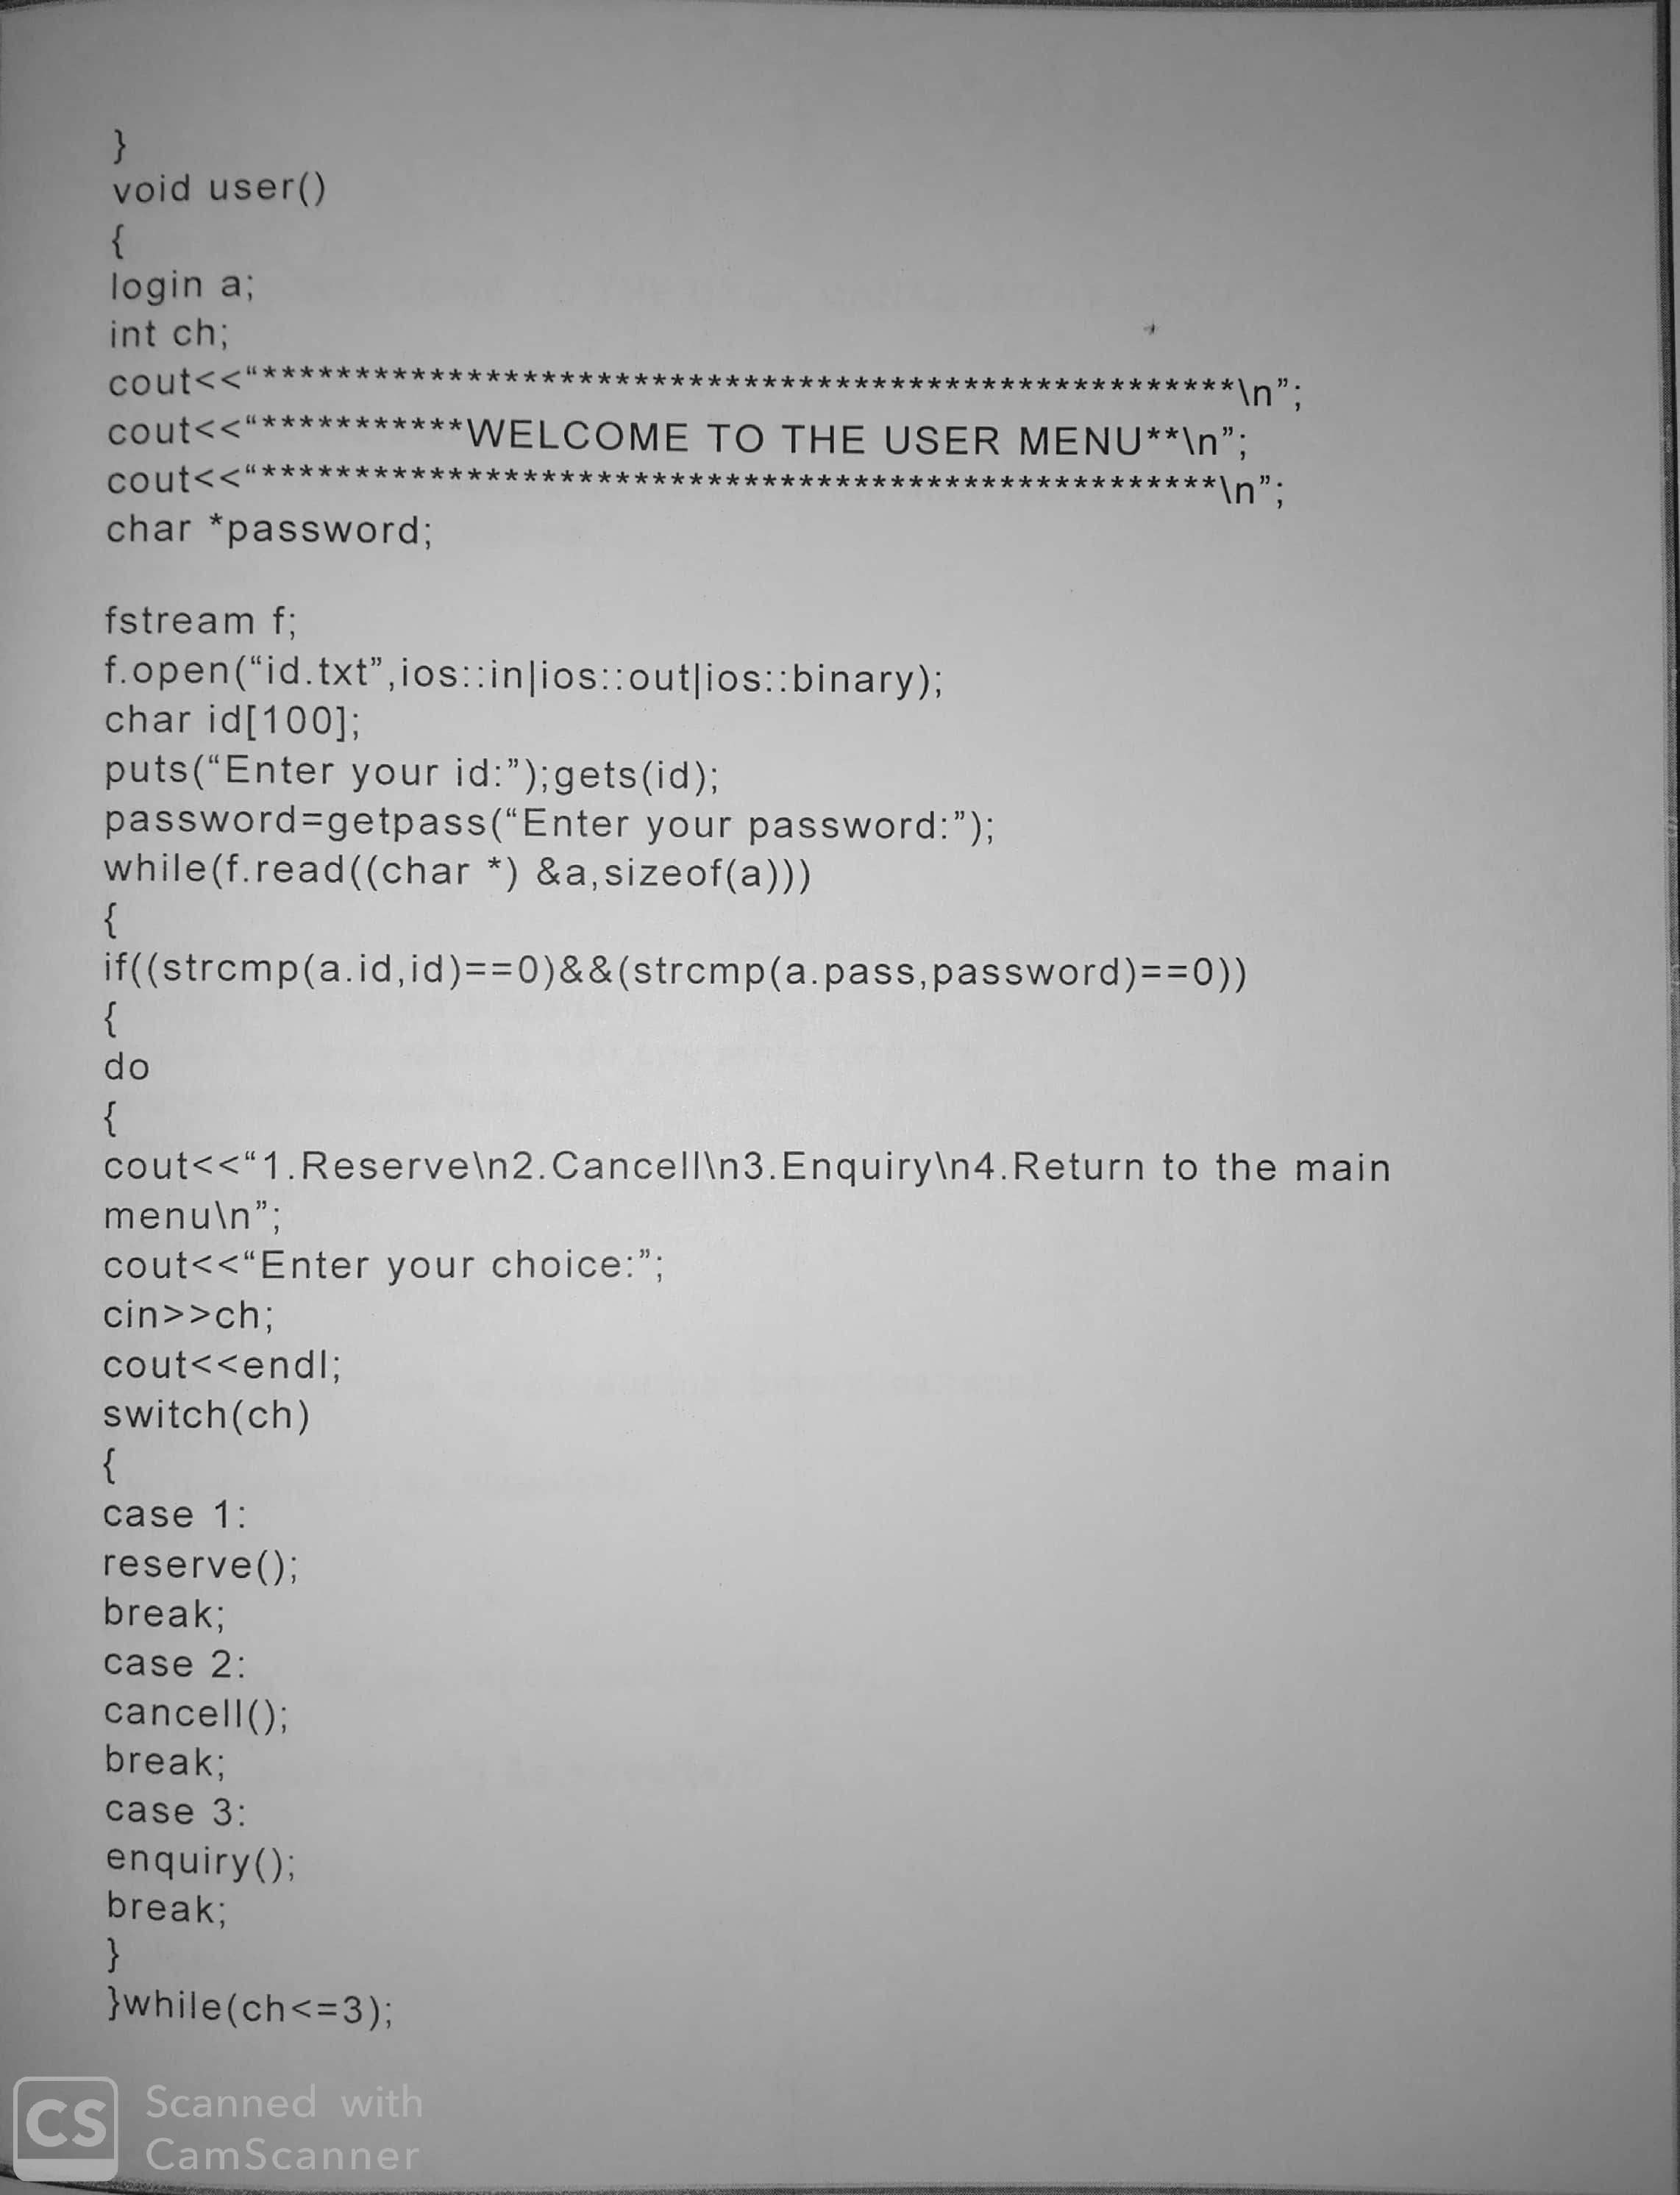 }
void user()
{
login a;
int ch;
cout<<“*****************************************************\n”;
cout<<“***********WELCOME TO THE USER MENU**\n”;
cout<<“****************************************************\n”;
char *password;
fstream f;
f.open(“id.txt”,ios::in|ios::out|ios::binary);
char id[100];
puts(“Enter your id:”);gets(id);
password=getpass(“Enter your password:”);
while(f.read((char *) &a,sizeof(a)))
{
if((strcmp(a.id,id)==0)&&(strcmp(a.pass,password)==0))
{
do
{
cout<<“1.Reserve\n2.Cancell\n3.Enquiry\n4.Return to the main
menu\n”;
cout<<“Enter your choice:”;
cin>>ch;
cout<<endl;
switch(ch)
{
case 1:
reserve();
break;
case 2:
cancell();
break;
case 3:
enquiry();
break;
}
}while(ch<=3);
CS Scanned with
CamScanner